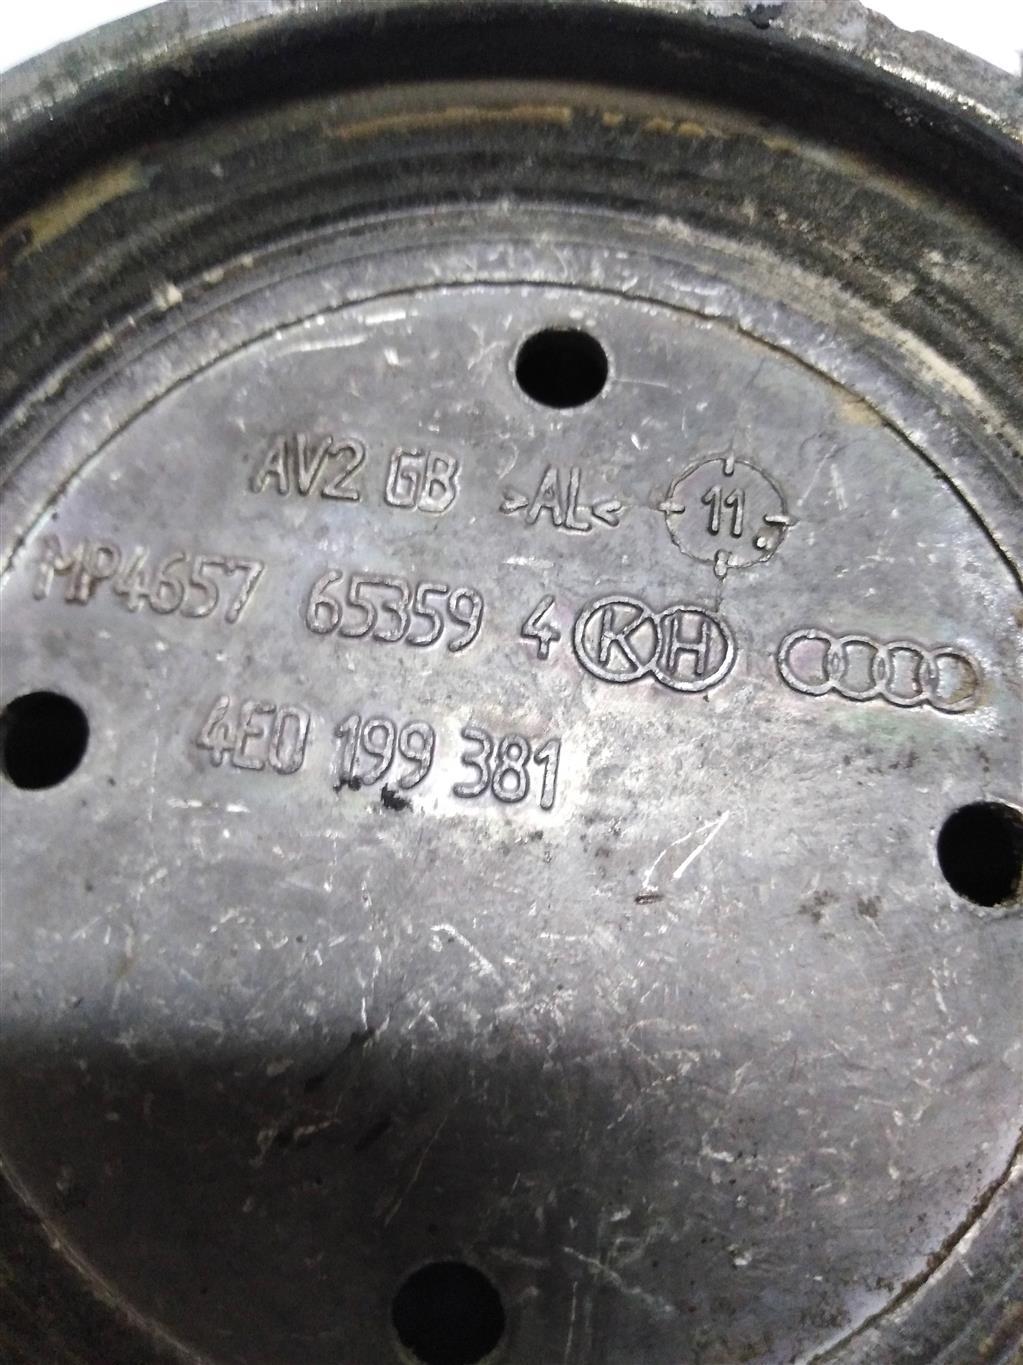 AV2 GB >AL< 11
MP4657 65359 4 KH
4E0 199 381